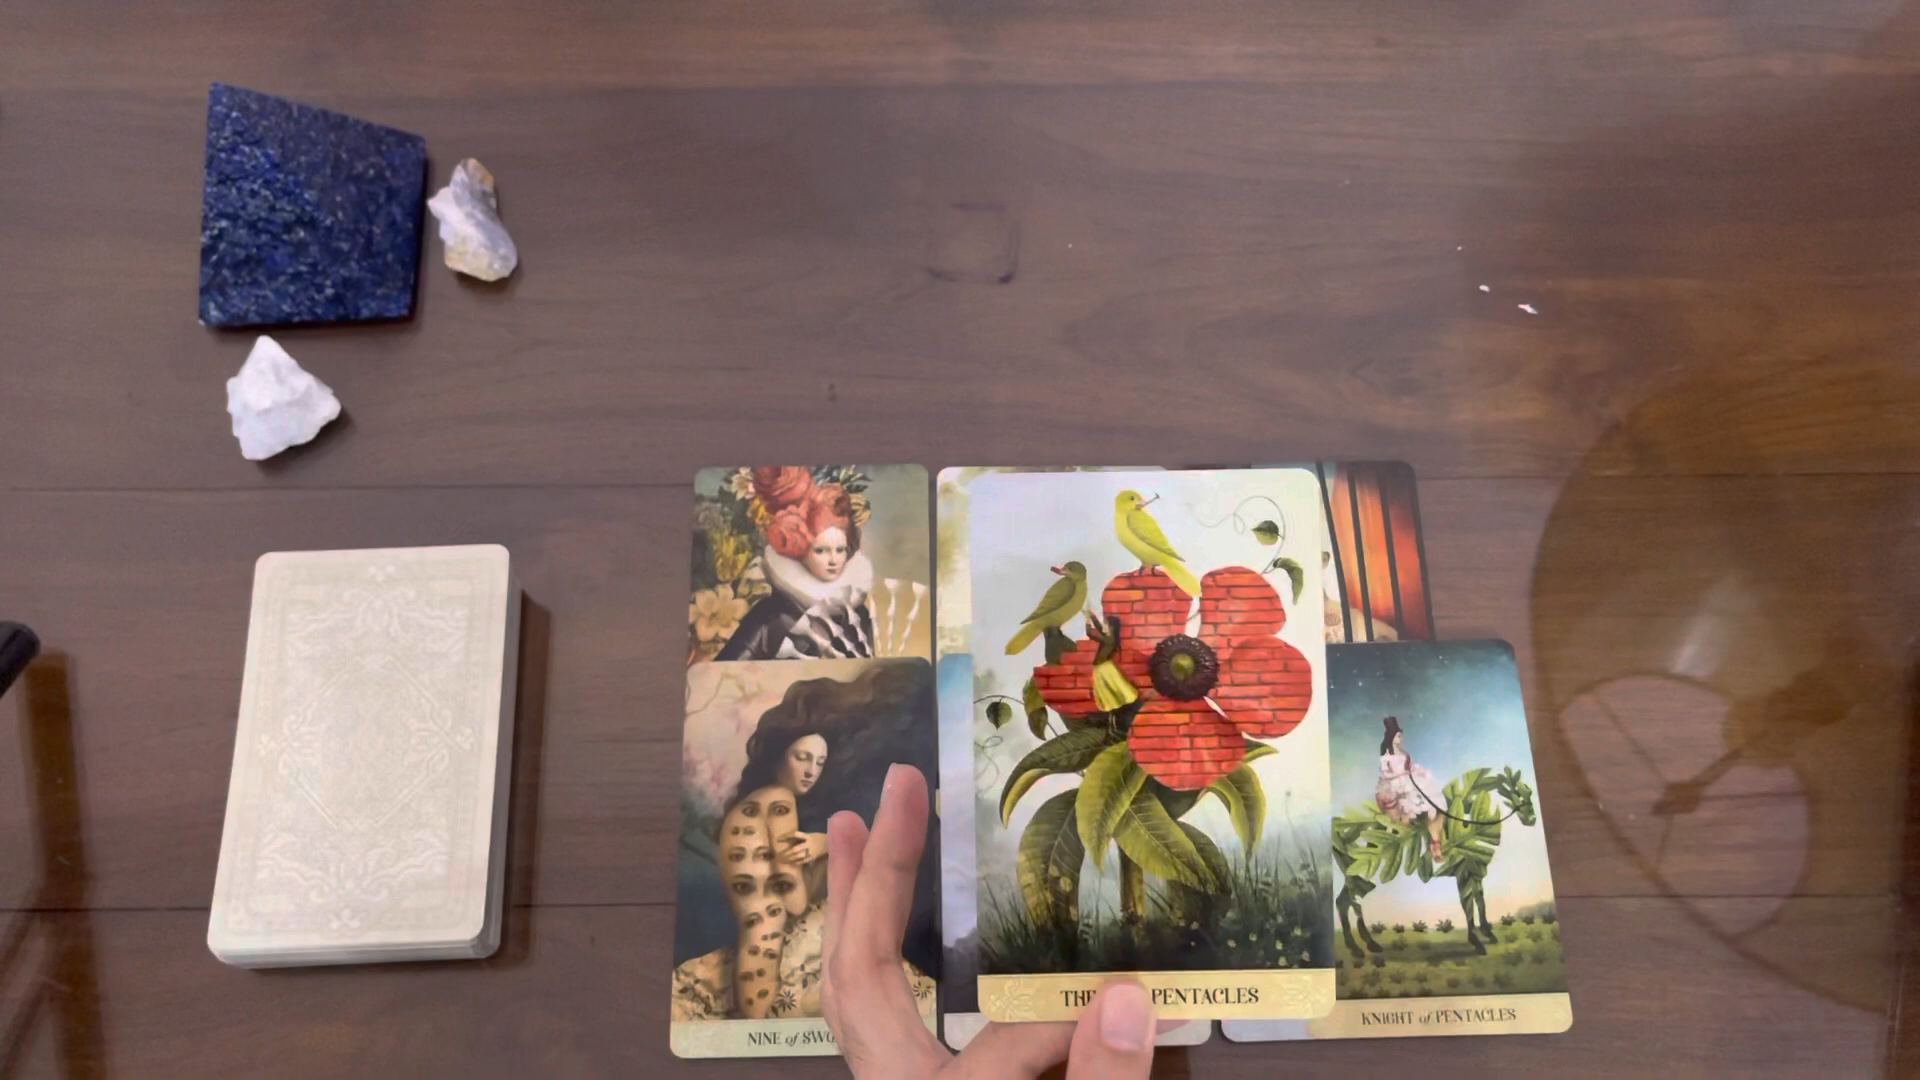 THE PENTACLES
KNIGHT of PENTACLES
NINE of SWO